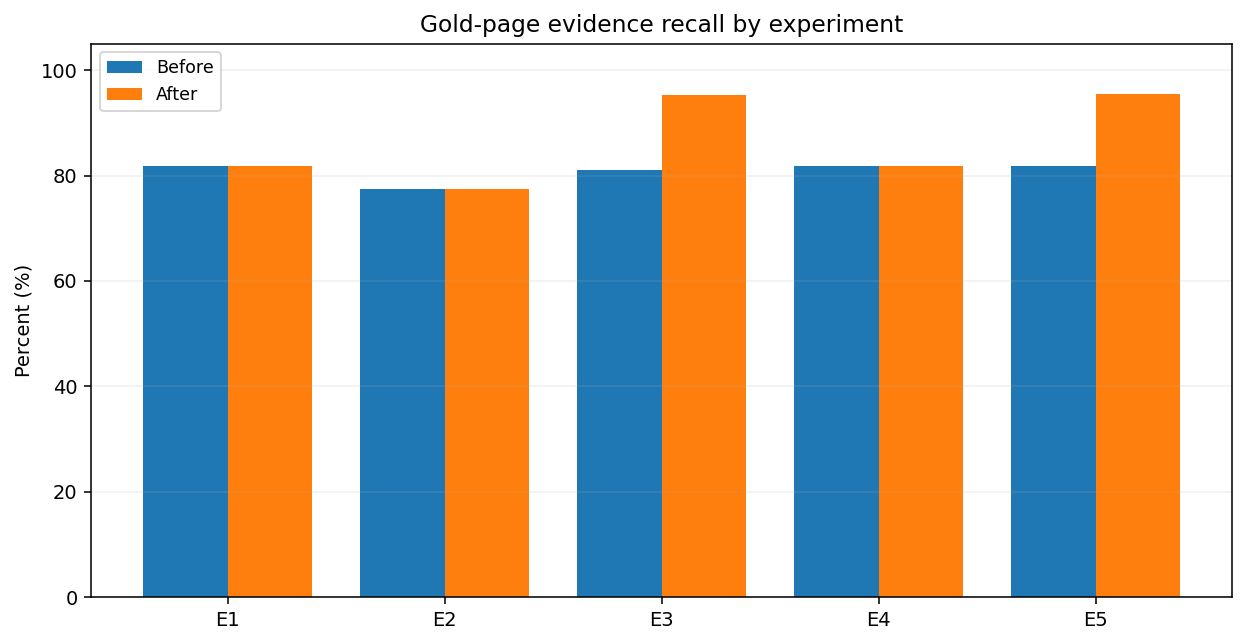 Gold-page evidence recall by experiment
Before
After
100
80
60
40
20
0
Percent (%)
E1 E2 E3 E4 E5